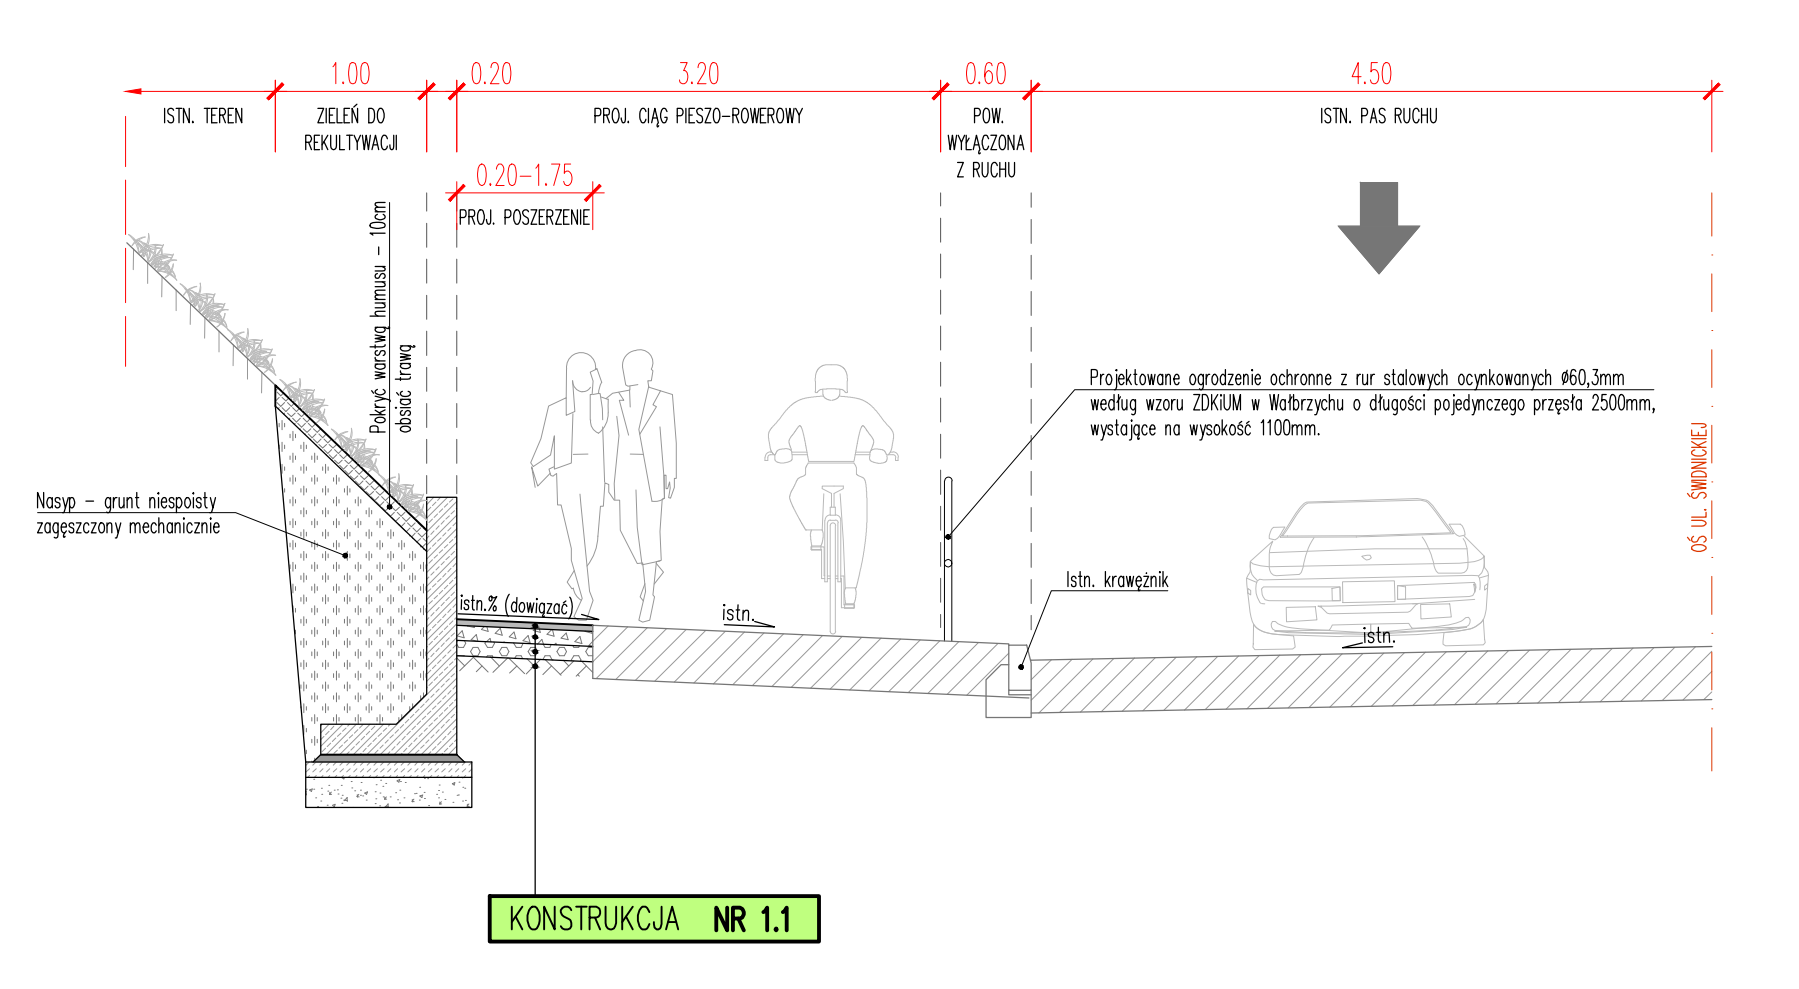 1.00
0.20
3.20
0.60
4.50
ISTN. TEREN
ZIELEŃ DO
REKULTYWACJI
PROJ. CIĄG PIESZO-ROWEROWY
POW.
WYŁĄCZONA
Z RUCHU
ISTN. PAS RUCHU
0.20-1.75
PROJ. POSZERZENIE
Pokryć warstwą humusu - 10cm
obsiać trawą
Projektowane ogrodzenie ochronne z rur stalowych ocynkowanych Ø60,3mm
według wzoru ZDKiUM w Wałbrzychu o długości pojedynczego przęsła 2500mm,
wystające na wysokość 1100mm.
OŚ UL. ŚWIDNICKIEJ
Nasyp - grunt niespoisty
zagęszczony mechanicznie
Istn. krawężnik
istn.% (dowiązać)
istn.
istn.
KONSTRUKCJA NR 1.1